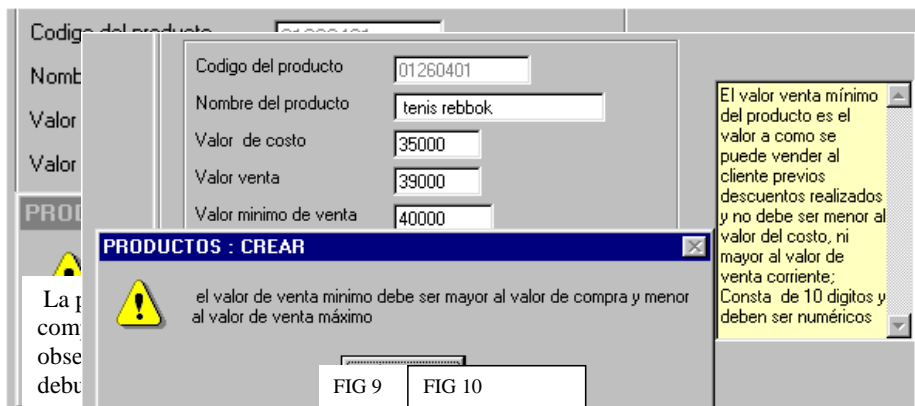 Codigo del producto
Nomb
Valor
Valor
Codigo del producto 01260401
Nombre del producto tenis rebbok
Valor de costo 35000
Valor venta 39000
Valor minimo de venta 40000
El valor venta mínimo
del producto es el
valor a como se
puede vender al
cliente previos
descuentos realizados
y no debe ser menor al
valor del costo, ni
mayor al valor de
venta corriente;
Consta de 10 digitos y
deben ser numéricos
PRODUCTOS : CREAR
el valor de venta minimo debe ser mayor al valor de compra y menor
al valor de venta máximo
La p
com
obse
debu
FIG 9 FIG 10